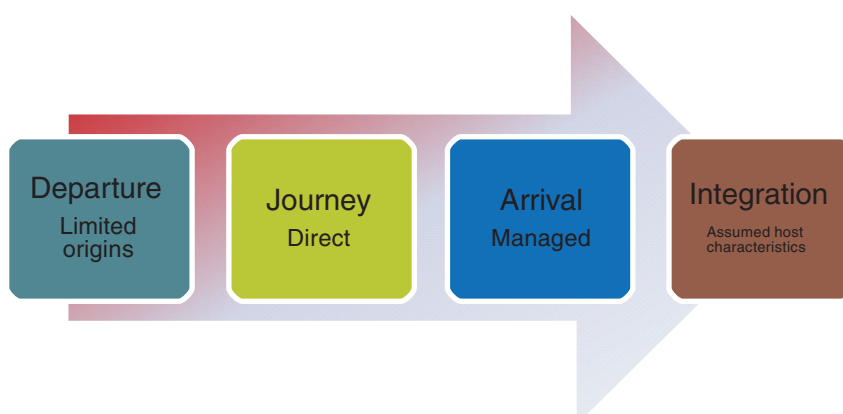 Departure
Limited
origins
Journey
Direct
Arrival
Managed
Integration
Assumed host
characteristics